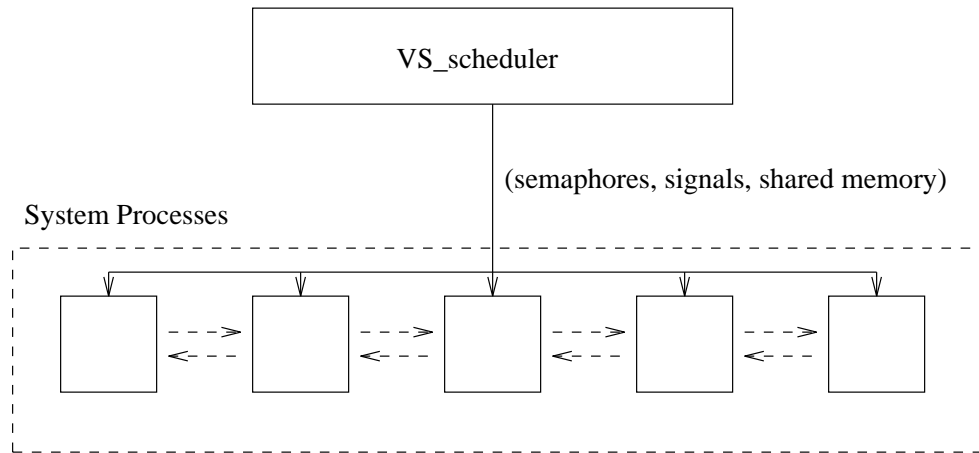 VS_scheduler
(semaphores, signals, shared memory)
System Processes